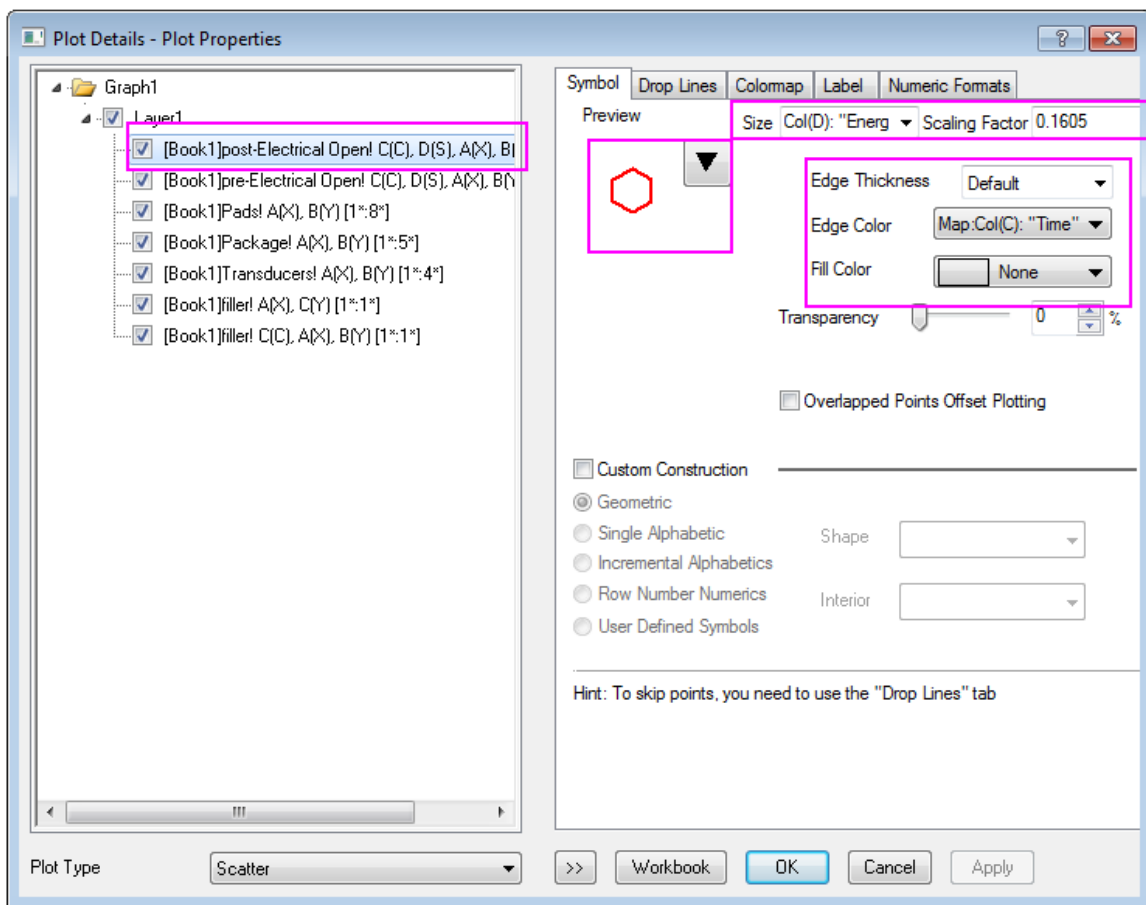 Plot Details - Plot Properties
Graph1
Layer1
[Book1]post-Electrical Open! C(C), D(S), A(X), B(
[Book1]pre-Electrical Open! C(C), D(S), A(X), B(Y
[Book1]Pads! A(X), B(Y) [1*:8*]
[Book1]Package! A(X), B(Y) [1*:5*]
[Book1]Transducers! A(X), B(Y) [1*:4*]
[Book1]filler! A(X), C(Y) [1*:1*]
[Book1]filler! C(C), A(X), B(Y) [1*:1*]
Plot Type Scatter
Symbol Drop Lines Colormap Label Numeric Formats
Preview
Size Col(D): "Energ Scaling Factor 0.1605
Edge Thickness Default
Edge Color Map:Col(C): "Time"
Fill Color None
Transparency 0 %
Overlapped Points Offset Plotting
Custom Construction
Geometric
Single Alphabetic
Shape
Incremental Alphabetics
Row Number Numerics
Interior
User Defined Symbols
Hint: To skip points, you need to use the "Drop Lines" tab
>> Workbook OK Cancel Apply